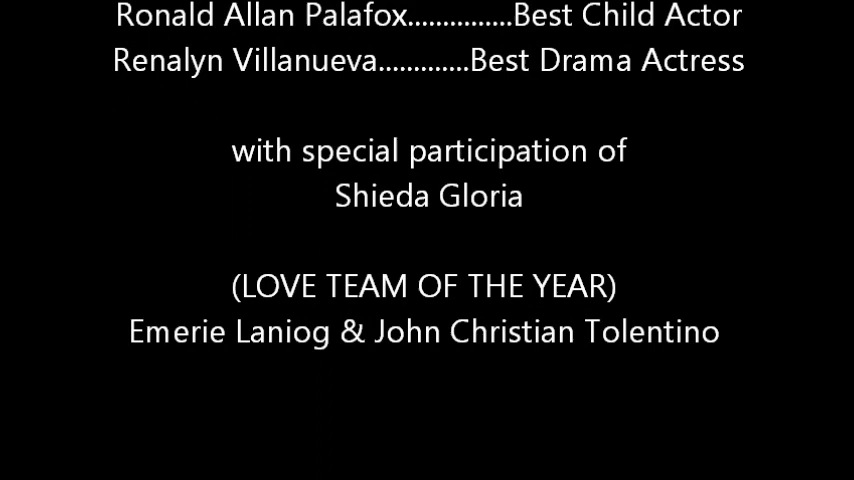 Ronald Allan Palafox...............Best Child Actor
Renalyn Villanueva.............Best Drama Actress
with special participation of
Shieda Gloria
(LOVE TEAM OF THE YEAR)
Emerie Laniog & John Christian Tolentino